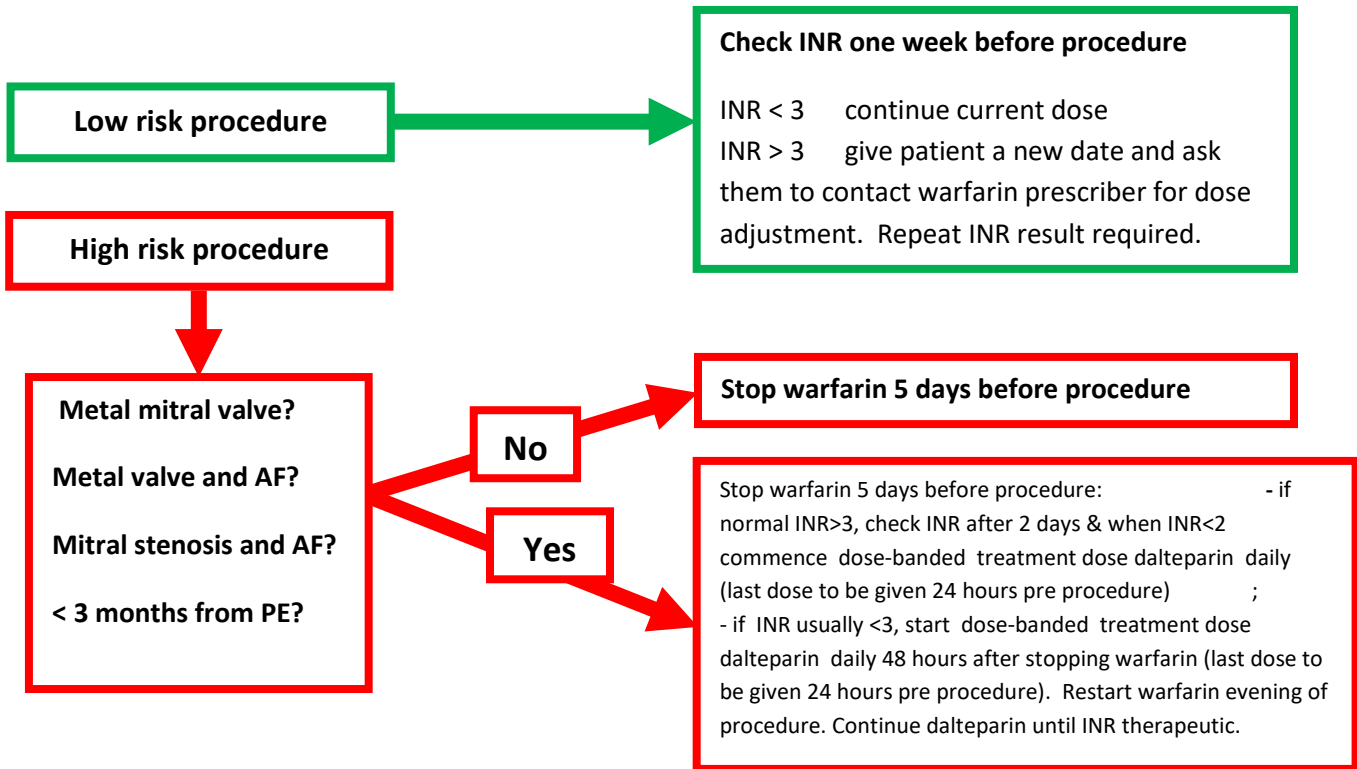 Low risk procedure
Check INR one week before procedure
INR < 3 continue current dose
INR > 3 give patient a new date and ask
them to contact warfarin prescriber for dose
adjustment. Repeat INR result required.
High risk procedure
Metal mitral valve?
Metal valve and AF?
Mitral stenosis and AF?
< 3 months from PE?
No
Stop warfarin 5 days before procedure
Yes
Stop warfarin 5 days before procedure: - if
normal INR>3, check INR after 2 days & when INR<2
commence dose-banded treatment dose dalteparin daily
(last dose to be given 24 hours pre procedure) ;
- if INR usually <3, start dose-banded treatment dose
dalteparin daily 48 hours after stopping warfarin (last dose to
be given 24 hours pre procedure). Restart warfarin evening of
procedure. Continue dalteparin until INR therapeutic.